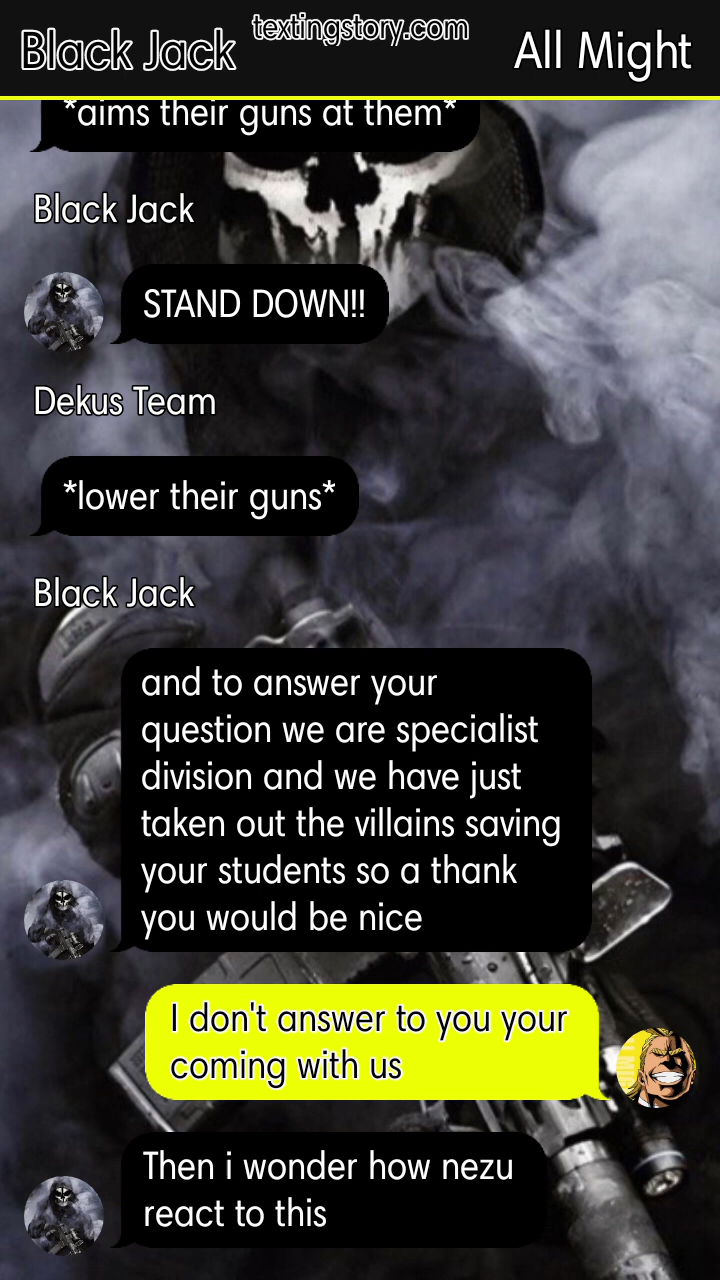 Black Jack
textingstory.com
All Might
*aims their guns at them*
Black Jack
STAND DOWN!!
Dekus Team
*lower their guns*
Black Jack
and to answer your
question we are specialist
division and we have just
taken out the villains saving
your students so a thank
you would be nice
I don't answer to you your
coming with us
Then i wonder how nezu
react to this